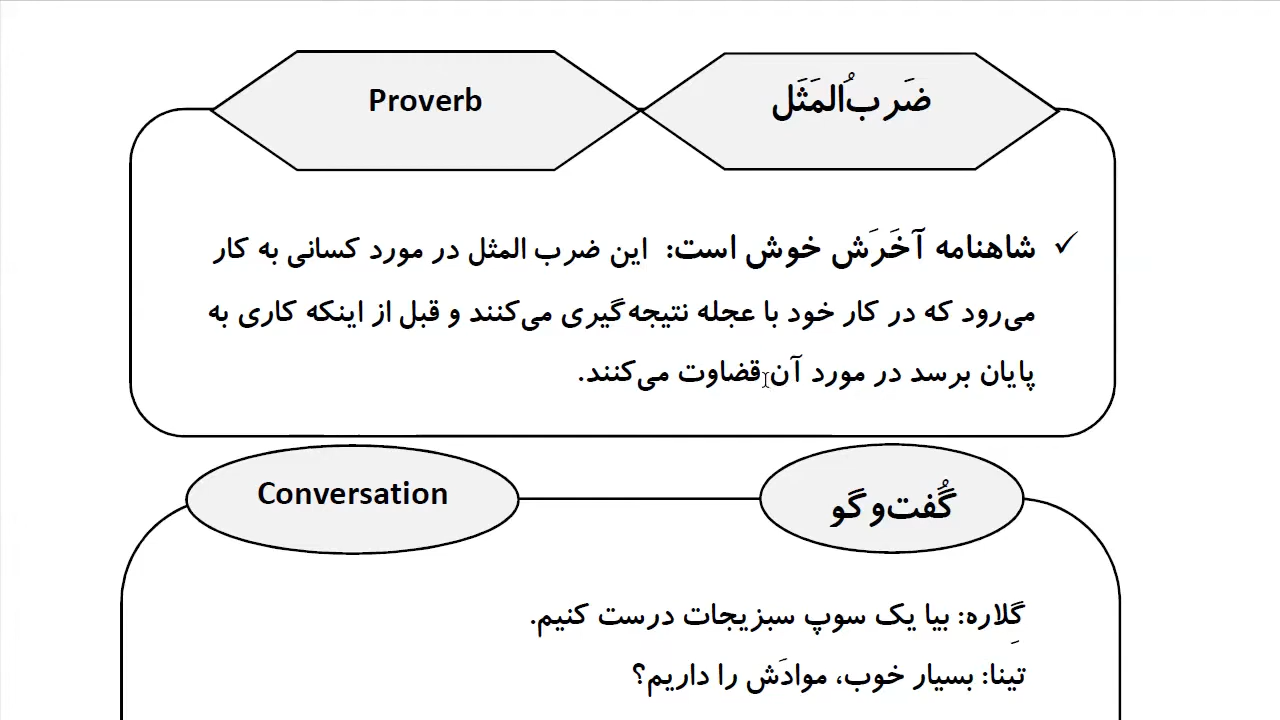 ضَربُ‌المَثَل
Proverb
✓ شاهنامه آخَرَش خوش است: این ضرب المثل در مورد کسانی به کار
می‌رود که در کار خود با عجله نتیجه‌گیری می‌کنند و قبل از اینکه کاری به
پایان برسد در مورد آن قضاوت می‌کنند.
گُفت‌وگو
Conversation
گلاره: بیا یک سوپ سبزیجات درست کنیم.
تینا: بسیار خوب، موادَش را داریم؟